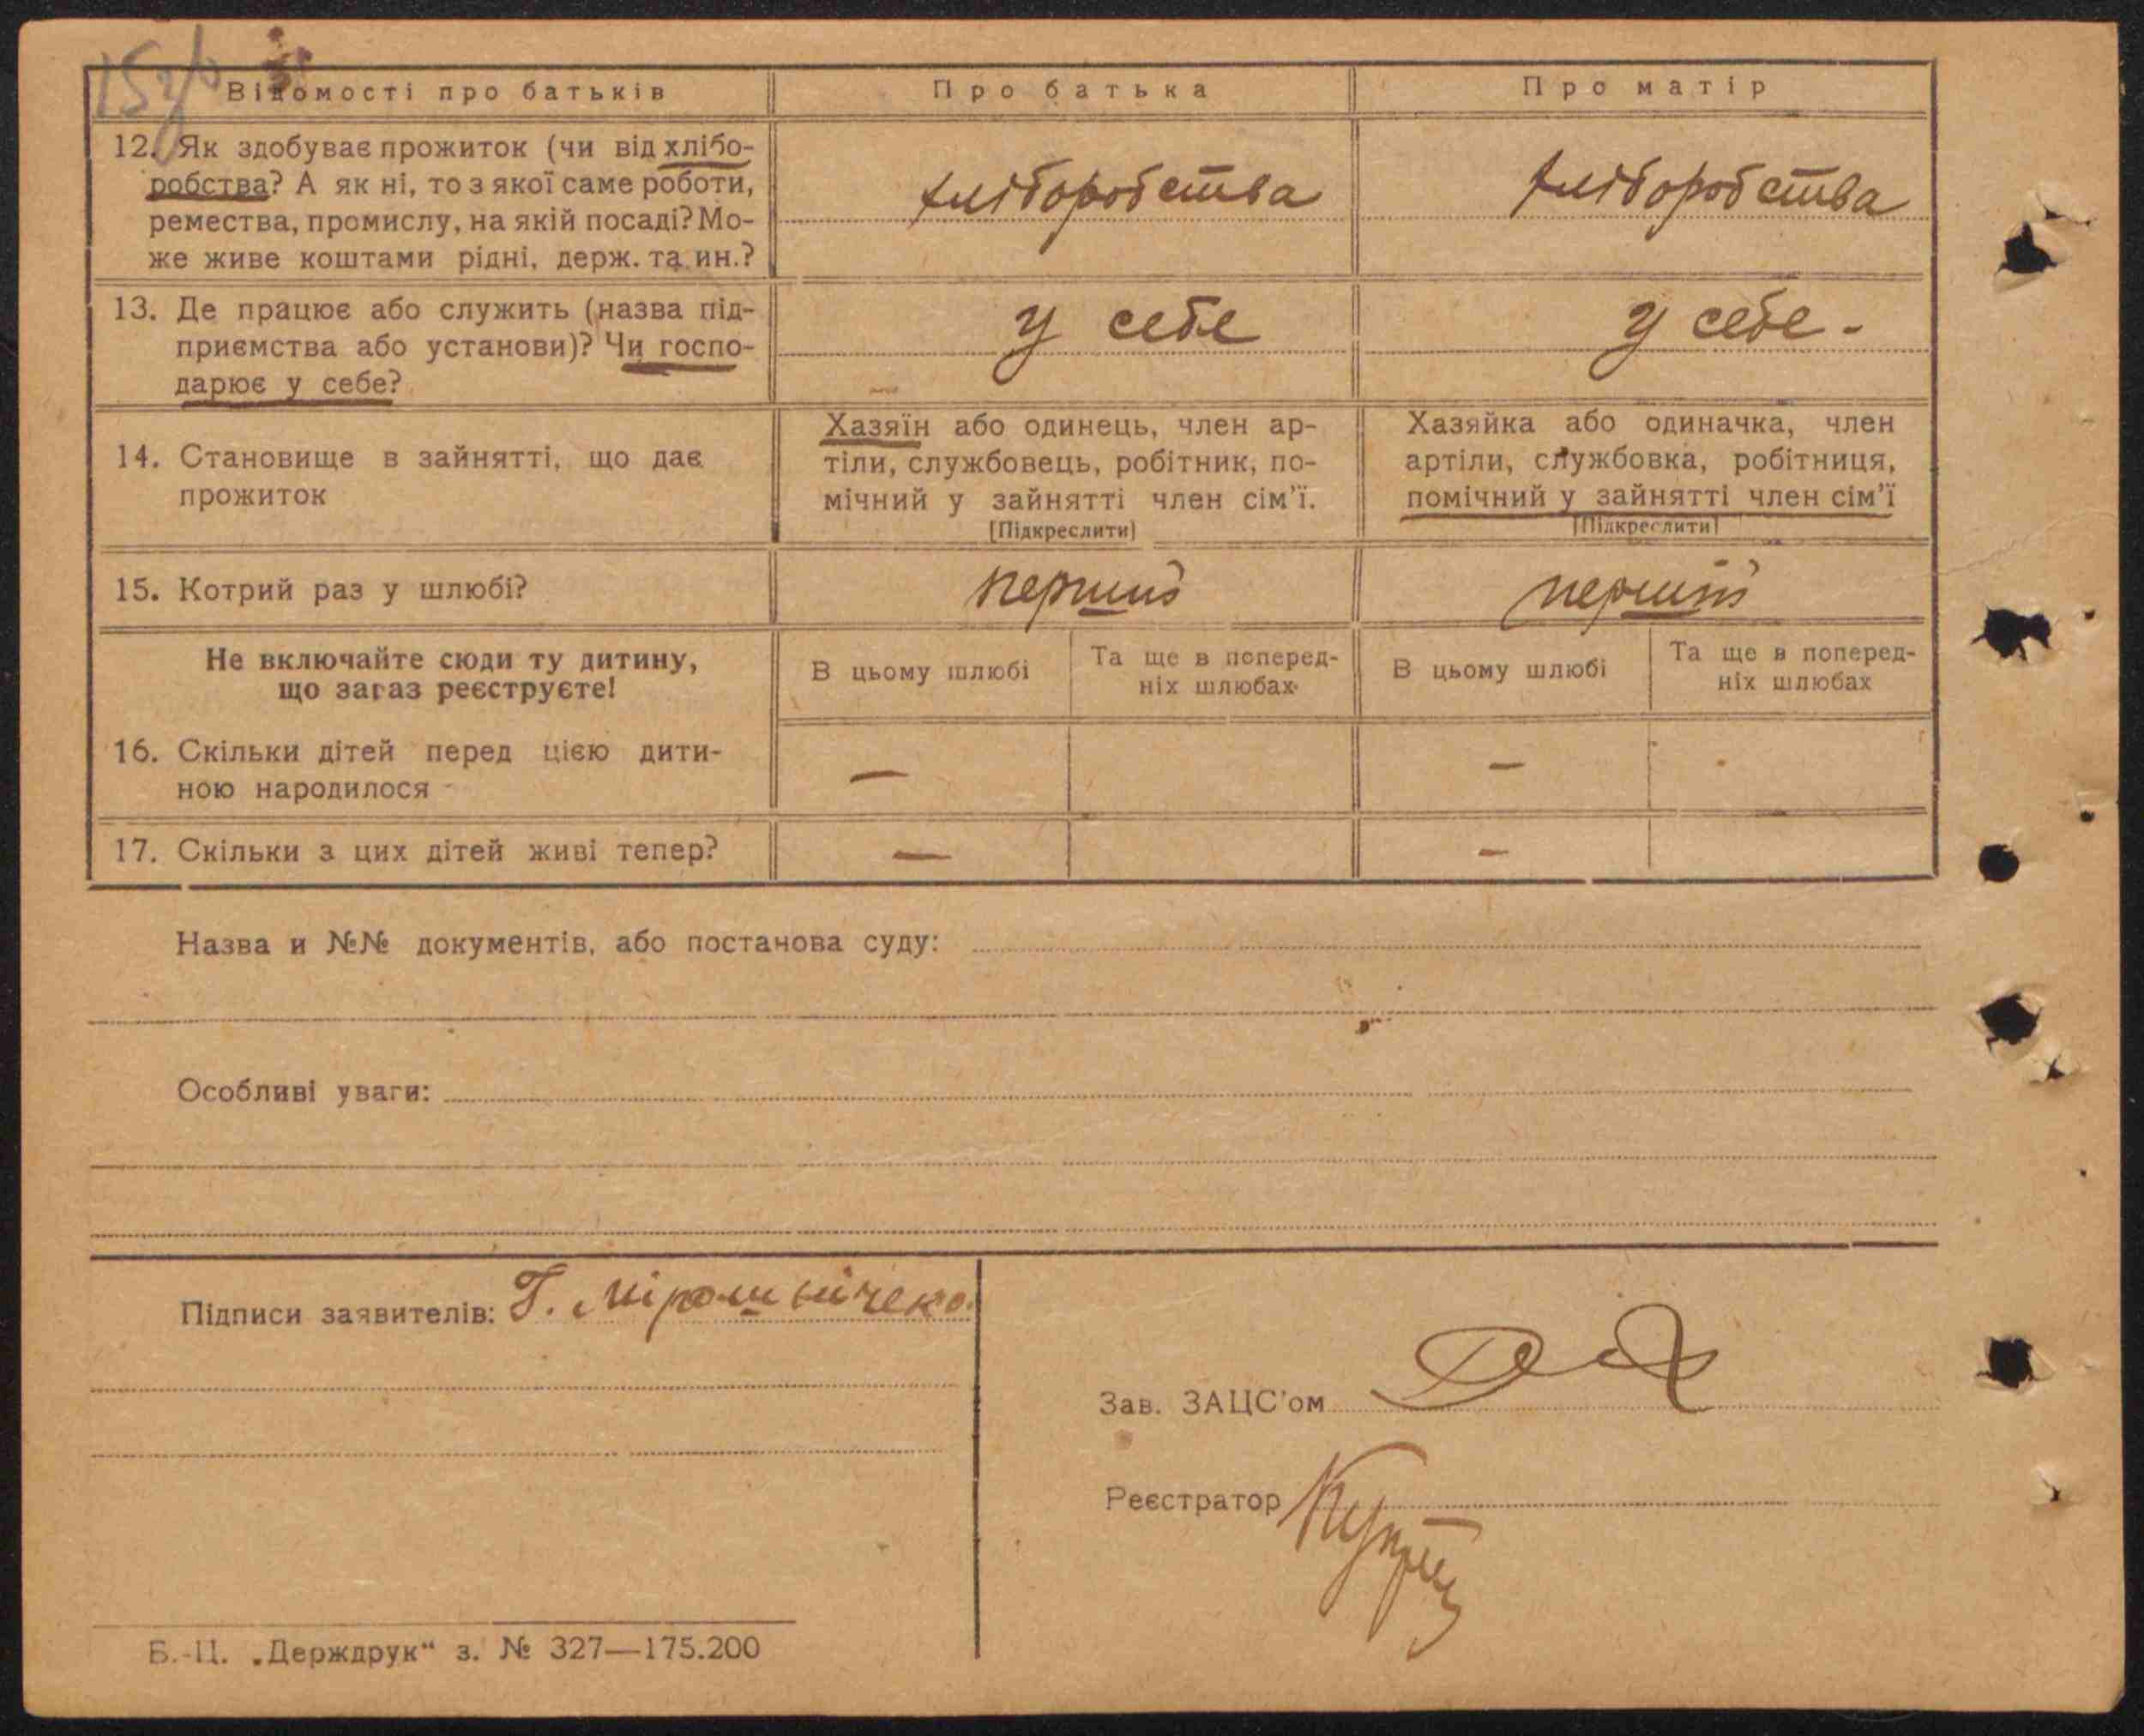 Відомості про батьків
Про батька
Про матір
12. Як здобуває прожиток (чи від хлібо-
робства? А як ні, то з якої саме роботи,
ремества, промислу, на якій посаді? Мо-
же живе коштами рідні, держ. та ин.?
хліборобства
хліборобства
13. Де працює або служить (назва під-
приємства або установи)? Чи госпо-
дарює у себе?
у себе
у себе -
14. Становище в зайнятті, що дає
прожиток
Хазяїн або одинець, член ар-
тіли, службовець, робітник, по-
мічний у зайнятті член сім’ї.
[Підкреслити]
Хазяйка або одиначка, член
артіли, службовка, робітниця,
помічний у зайнятті член сім’ї
[Підкреслити]
15. Котрий раз у шлюбі?
перший
перший
Не включайте сюди ту дитину,
що зараз реєструєте!
В цьому шлюбі
Та ще в поперед-
ніх шлюбах
В цьому шлюбі
Та ще в поперед-
ніх шлюбах
16. Скільки дітей перед цією дити-
ною народилося
—
—
17. Скільки з цих дітей живі тепер?
—
—
Назва и №№ документів, або постанова суду:
Особливі уваги:
Підписи заявителів: Г. Мірошничеко.
Зав. ЗАЦС’ом
Реєстратор
Б.-Ц. „Держдрук“ з. № 327—175.200